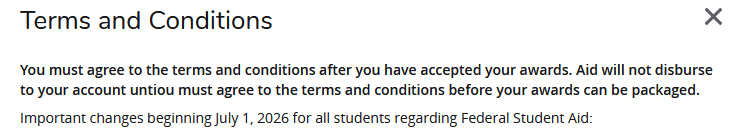 Terms and Conditions
You must agree to the terms and conditions after you have accepted your awards. Aid will not disburse
to your account untiou must agree to the terms and conditions before your awards can be packaged.
Important changes beginning July 1, 2026 for all students regarding Federal Student Aid: